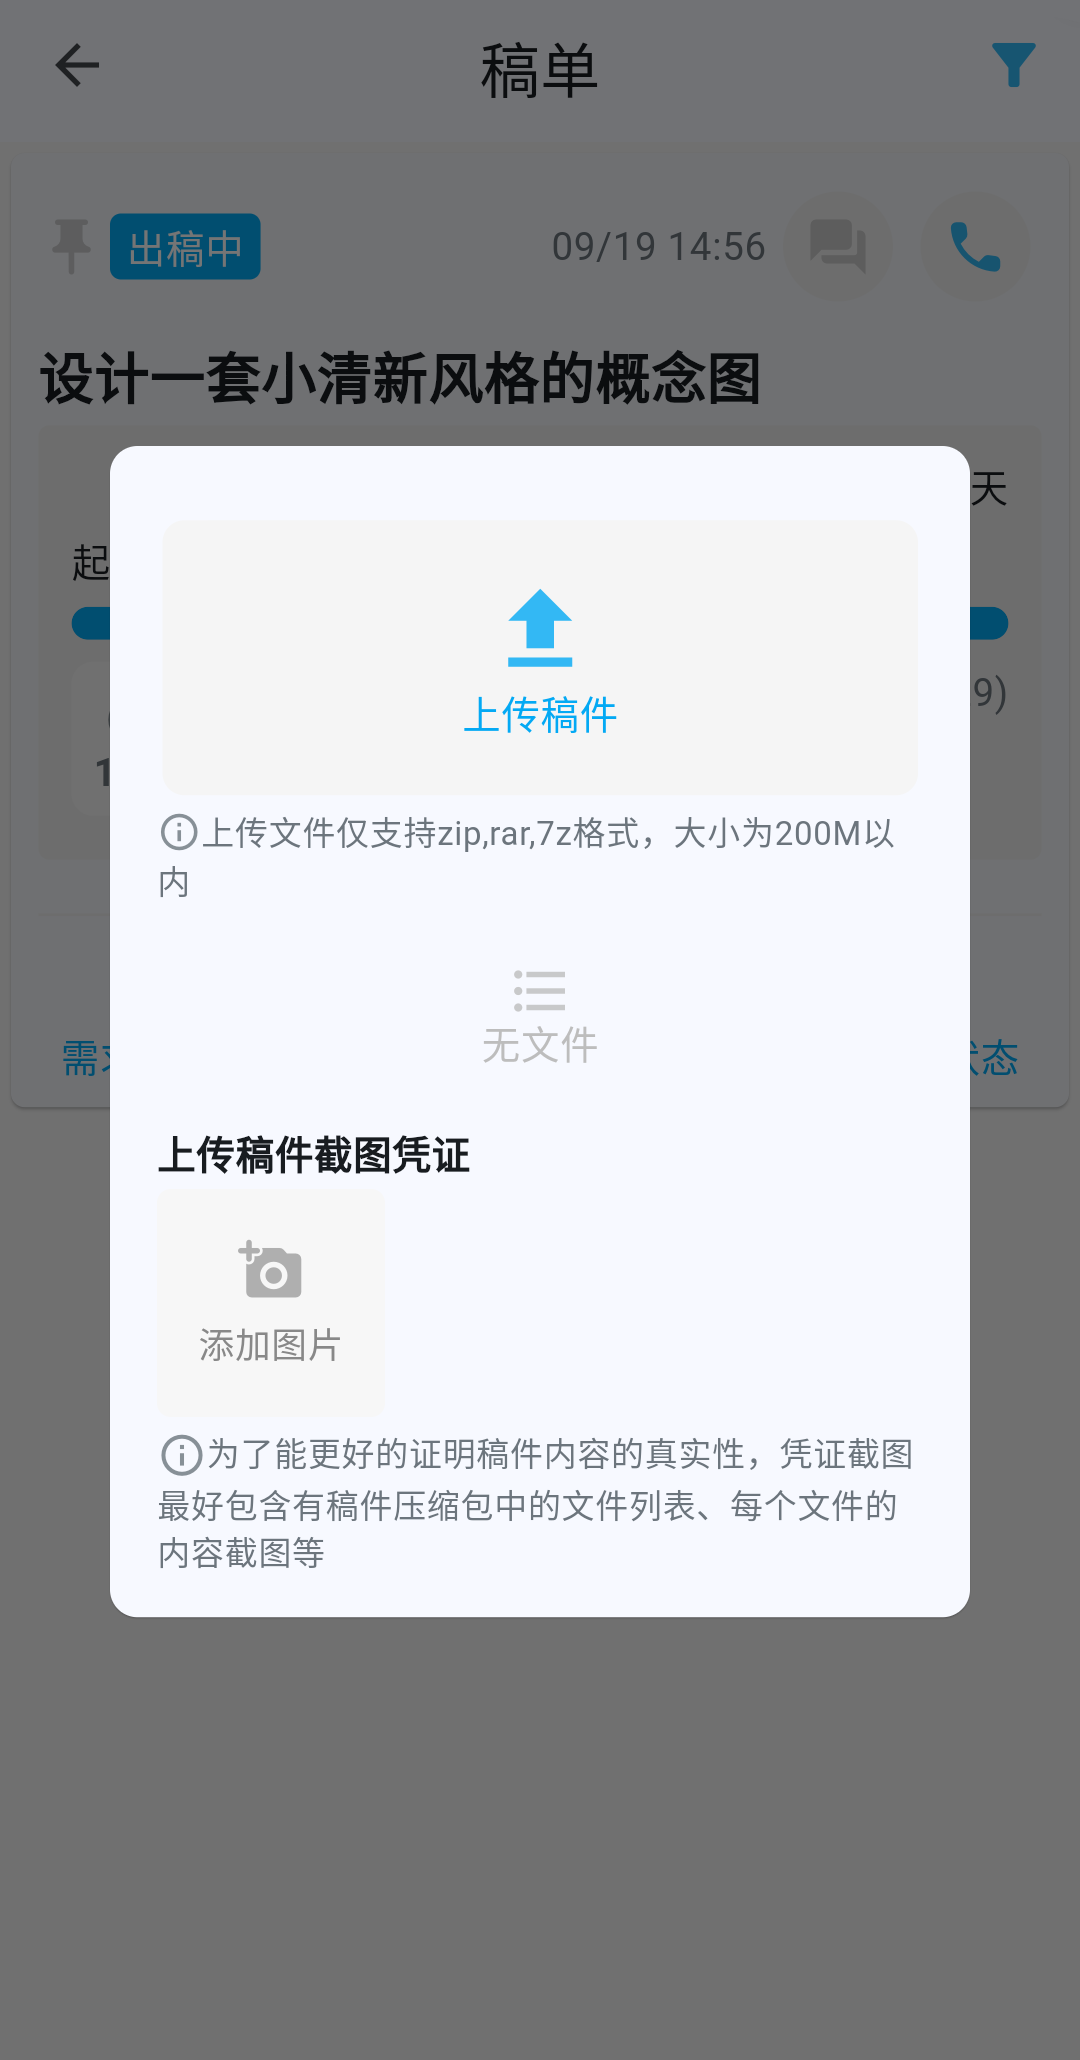 稿单
出稿中
09/19 14:56
设计一套小清新风格的概念图
天
起
9)
1
上传稿件
上传文件仅支持zip,rar,7z格式，大小为200M以
内
无文件
需
态
上传稿件截图凭证
添加图片
为了能更好的证明稿件内容的真实性，凭证截图
最好包含有稿件压缩包中的文件列表、每个文件的
内容截图等